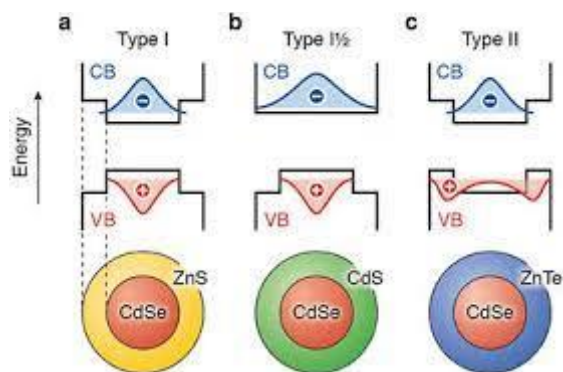 a Type I
b Type I½
c Type II
Energy
CB
CB
CB
VB
VB
VB
ZnS
CdSe
CdS
CdSe
ZnTe
CdSe